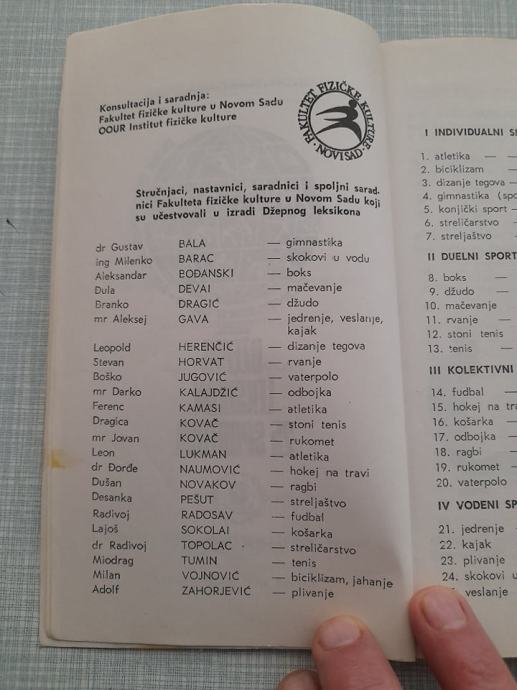 Konsultacija i saradnja:
Fakultet fizičke kulture u Novom Sadu
OOUR Institut fizičke kulture
FAKULTET FIZIČKE KULTURE
NOVI SAD
Stručnjaci, nastavnici, saradnici i spoljni sarad-
nici Fakulteta fizičke kulture u Novom Sadu koji
su učestvovali u izradi Džepnog leksikona
dr Gustav BALA — gimnastika
ing Milenko BARAC — skokovi u vodu
Aleksandar BOĐANSKI — boks
Đula DEVAI — mačevanje
Branko DRAGIĆ — džudo
mr Aleksej GAVA — jedrenje, veslanje,
kajak
Leopold HERENČIĆ — dizanje tegova
Stevan HORVAT — rvanje
Boško JUGOVIĆ — vaterpolo
mr Darko KALAJDŽIĆ — odbojka
Ferenc KAMASI — atletika
Dragica KOVAČ — stoni tenis
mr Jovan KOVAČ — rukomet
Leon LUKMAN — atletika
dr Đorđe NAUMOVIĆ — hokej na travi
Dušan NOVAKOV — ragbi
Desanka PEŠUT — streljaštvo
Radivoj RADOSAV — fudbal
Lajoš SOKOLAI — košarka
dr Radivoj TOPOLAC — streličarstvo
Miodrag TUMIN — tenis
Milan VOJNOVIĆ — biciklizam, jahanje
Adolf ZAHORJEVIĆ — plivanje
I INDIVIDUALNI
1. atletika —
2. biciklizam —
3. dizanje tegova —
4. gimnastika
5. konjički sport —
6. streličarstvo —
7. streljaštvo
II DUELNI SPORT
8. boks —
9. džudo —
10. mačevanje
11. rvanje —
12. stoni tenis
13. tenis —
III KOLEKTIVNI
14. fudbal —
15. hokej na
16. košarka —
17. odbojka —
18. ragbi —
19. rukomet —
20. vaterpolo
IV VODENI
21. jedrenje —
22. kajak —
23. plivanje
24. skokovi u
veslanje